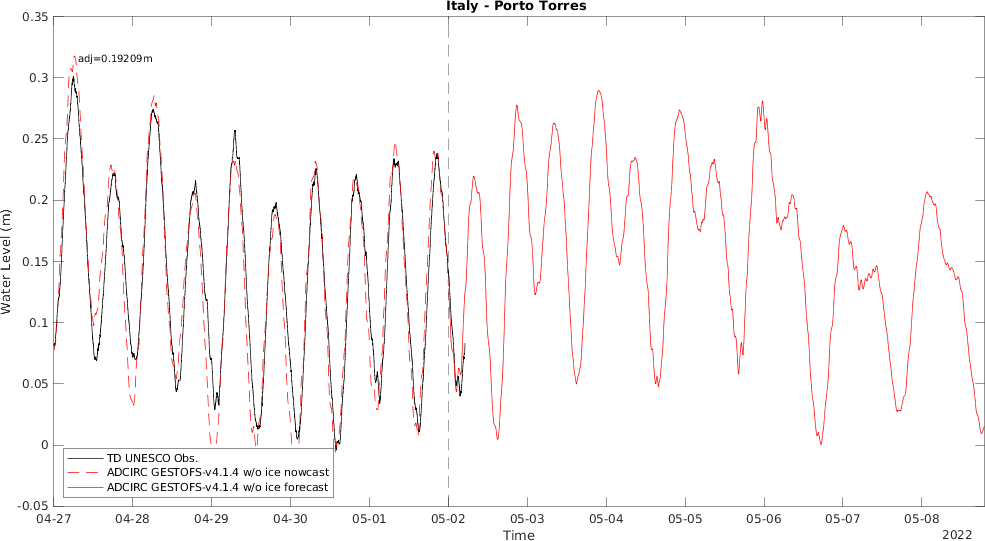 Italy - Porto Torres
adj=0.19209m
0.35
0.3
0.25
0.2
0.15
0.1
0.05
0
-0.05
Water Level (m)
TD UNESCO Obs.
ADCIRC GESTOFS-v4.1.4 w/o ice nowcast
ADCIRC GESTOFS-v4.1.4 w/o ice forecast
04-27 04-28 04-29 04-30 05-01 05-02 05-03 05-04 05-05 05-06 05-07 05-08
Time
2022